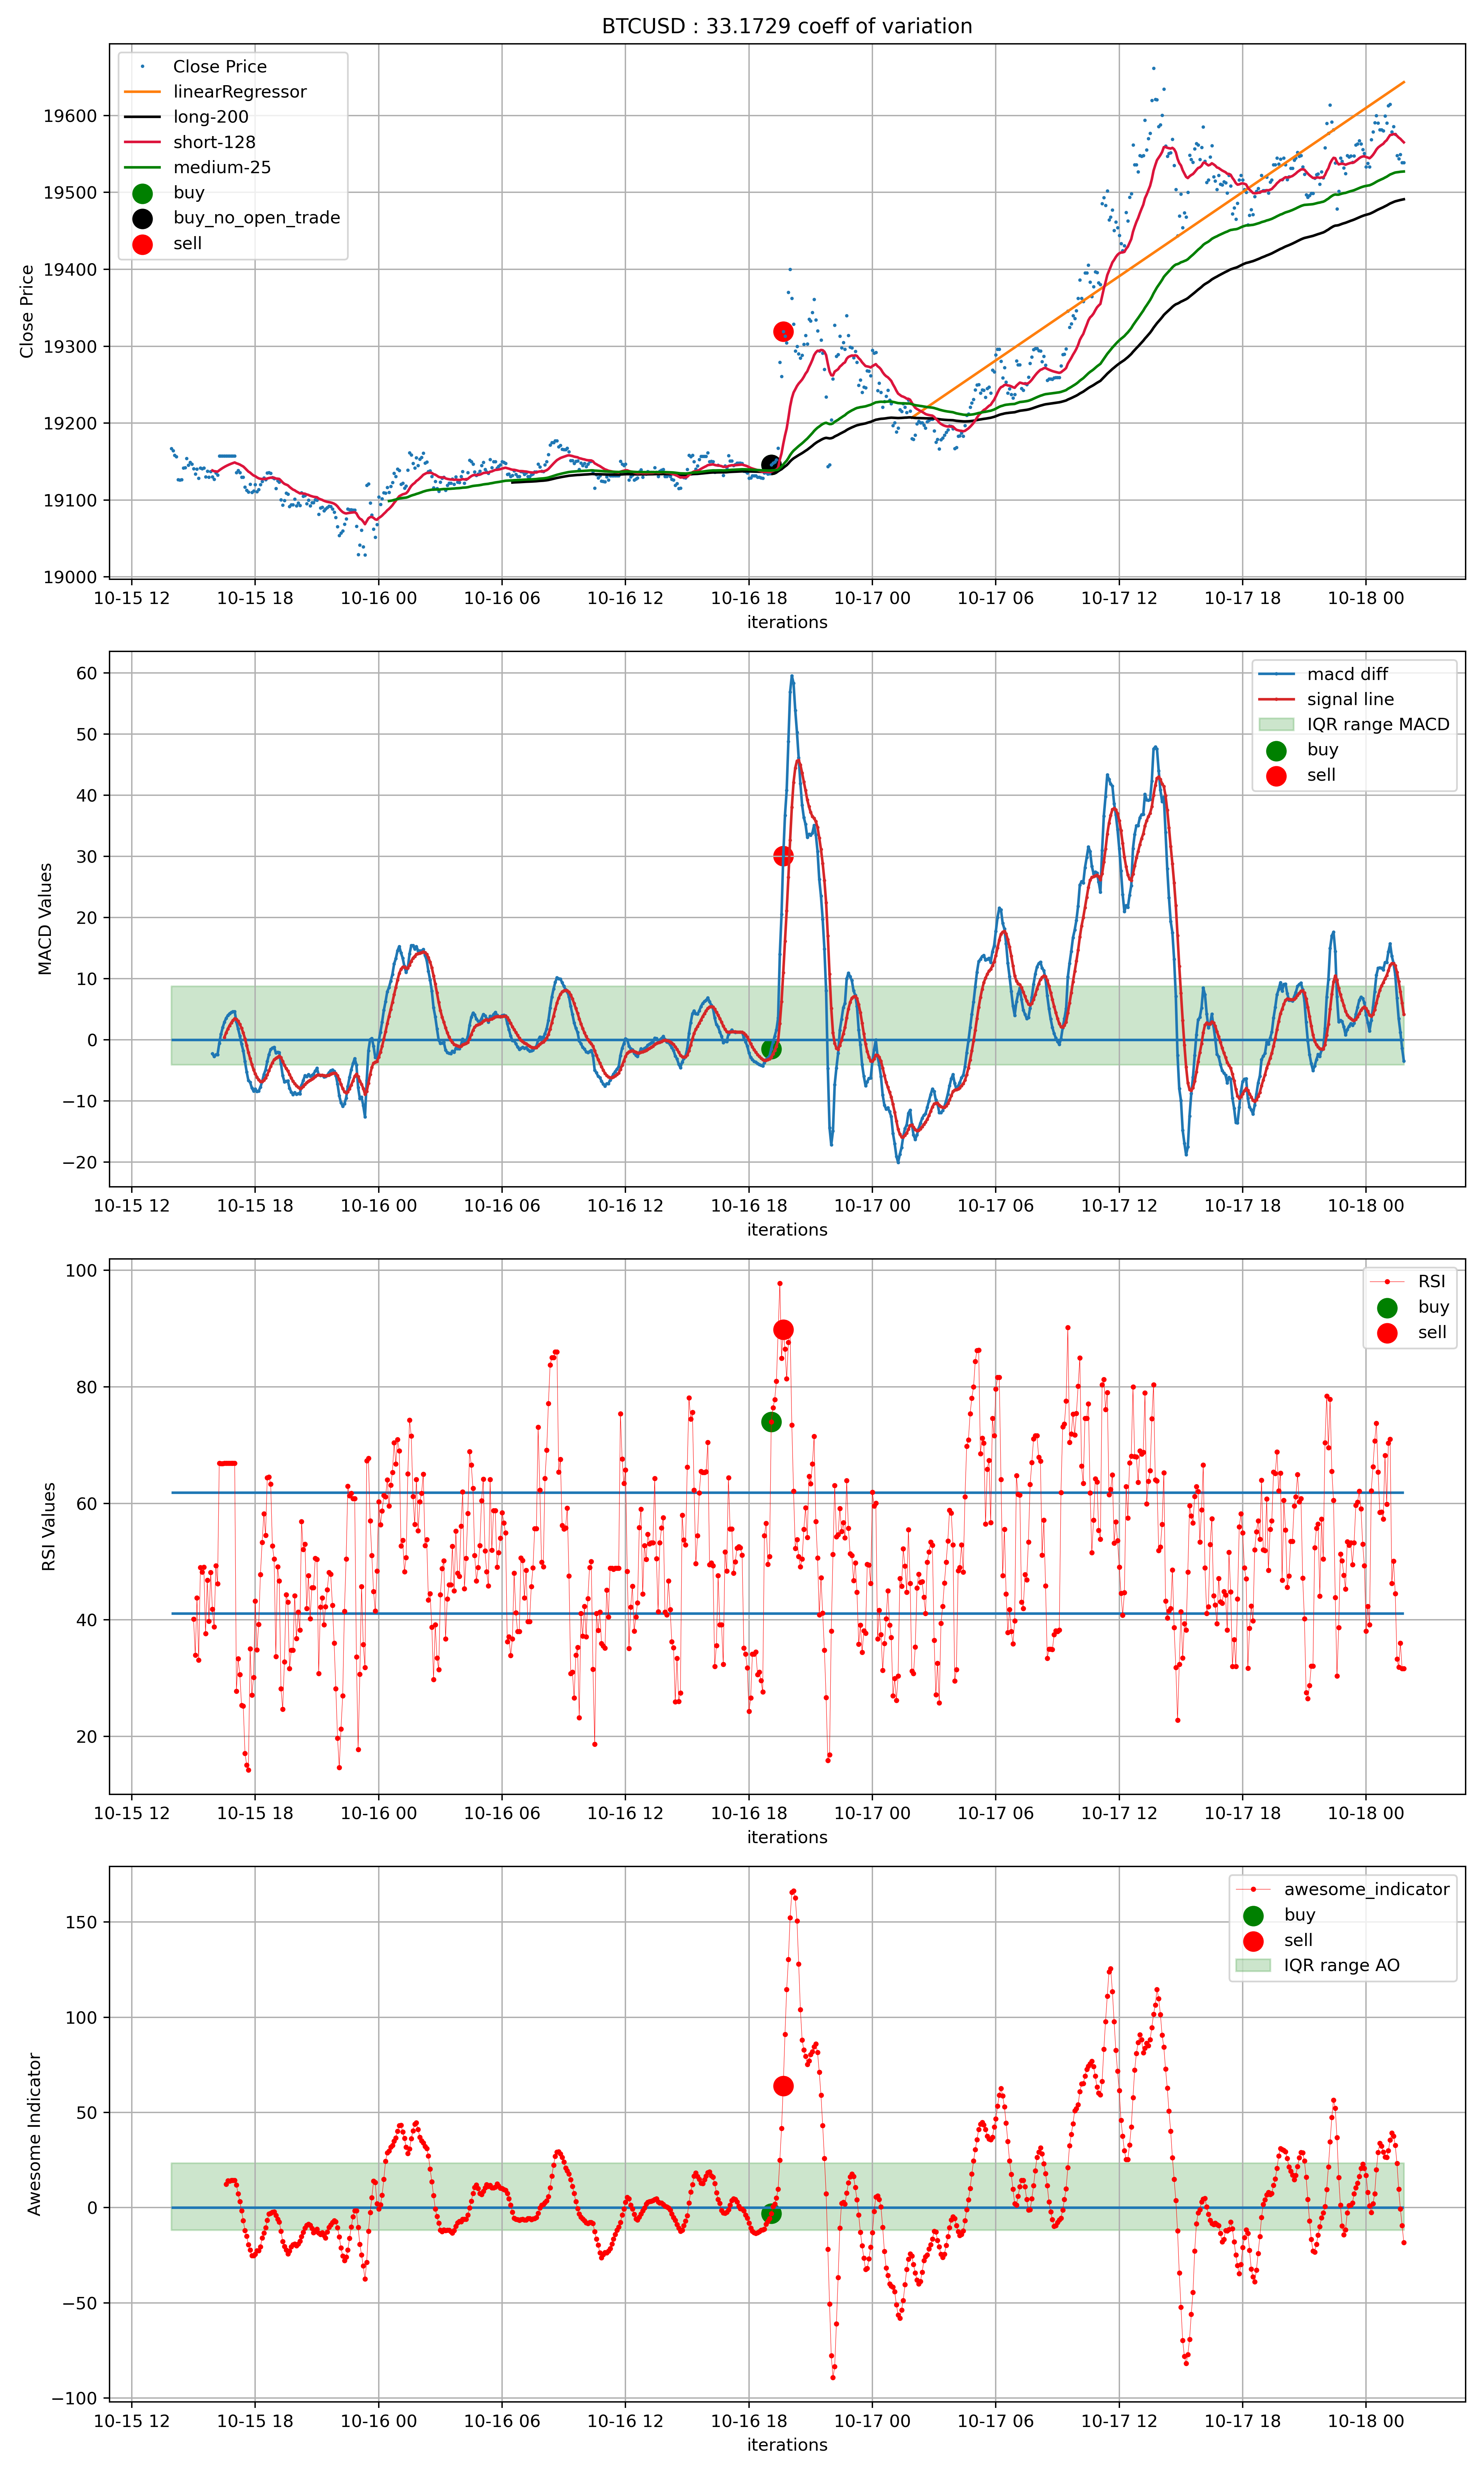 BTCUSD : 33.1729 coeff of variation
Close Price
linearRegressor
long-200
short-128
medium-25
buy
buy_no_open_trade
sell
Close Price
19600
19500
19400
19300
19200
19100
19000
10-15 12 10-15 18 10-16 00 10-16 06 10-16 12 10-16 18 10-17 00 10-17 06 10-17 12 10-17 18 10-18 00
iterations
macd diff
signal line
IQR range MACD
buy
sell
MACD Values
60
50
40
30
20
10
0
−10
−20
10-15 12 10-15 18 10-16 00 10-16 06 10-16 12 10-16 18 10-17 00 10-17 06 10-17 12 10-17 18 10-18 00
iterations
RSI
buy
sell
RSI Values
100
80
60
40
20
10-15 12 10-15 18 10-16 00 10-16 06 10-16 12 10-16 18 10-17 00 10-17 06 10-17 12 10-17 18 10-18 00
iterations
awesome_indicator
buy
sell
IQR range AO
Awesome Indicator
150
100
50
0
−50
−100
10-15 12 10-15 18 10-16 00 10-16 06 10-16 12 10-16 18 10-17 00 10-17 06 10-17 12 10-17 18 10-18 00
iterations